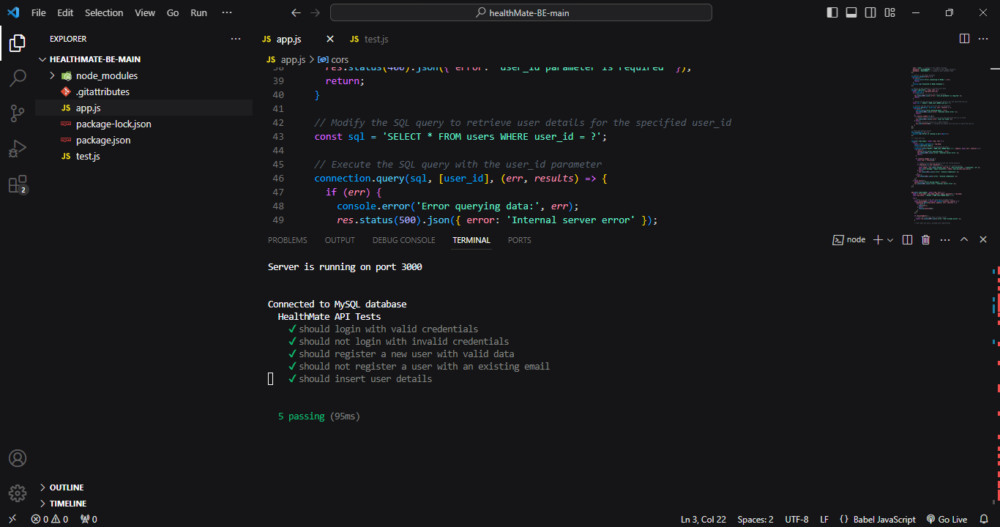 File Edit Selection View Go Run ··· healthMate-BE-main
EXPLORER ···
HEALTHMATE-BE-MAIN
node_modules
.gitattributes
JS app.js
package-lock.json
package.json
JS test.js
2
OUTLINE
TIMELINE
JS app.js JS test.js
JS app.js > cors
38 res.status(400).json({ error: 'user_id parameter is required' });
39 return;
40 }
41
42 // Modify the SQL query to retrieve user details for the specified user_id
43 const sql = 'SELECT * FROM users WHERE user_id = ?';
44
45 // Execute the SQL query with the user_id parameter
46 connection.query(sql, [user_id], (err, results) => {
47 if (err) {
48 console.error('Error querying data:', err);
49 res.status(500).json({ error: 'Internal server error' });
PROBLEMS OUTPUT DEBUG CONSOLE TERMINAL PORTS node
Server is running on port 3000
Connected to MySQL database
HealthMate API Tests
✓ should login with valid credentials
✓ should not login with invalid credentials
✓ should register a new user with valid data
✓ should not register a user with an existing email
✓ should insert user details
5 passing (95ms)
0 0 0 Ln 3, Col 22 Spaces: 2 UTF-8 LF {} Babel JavaScript Go Live